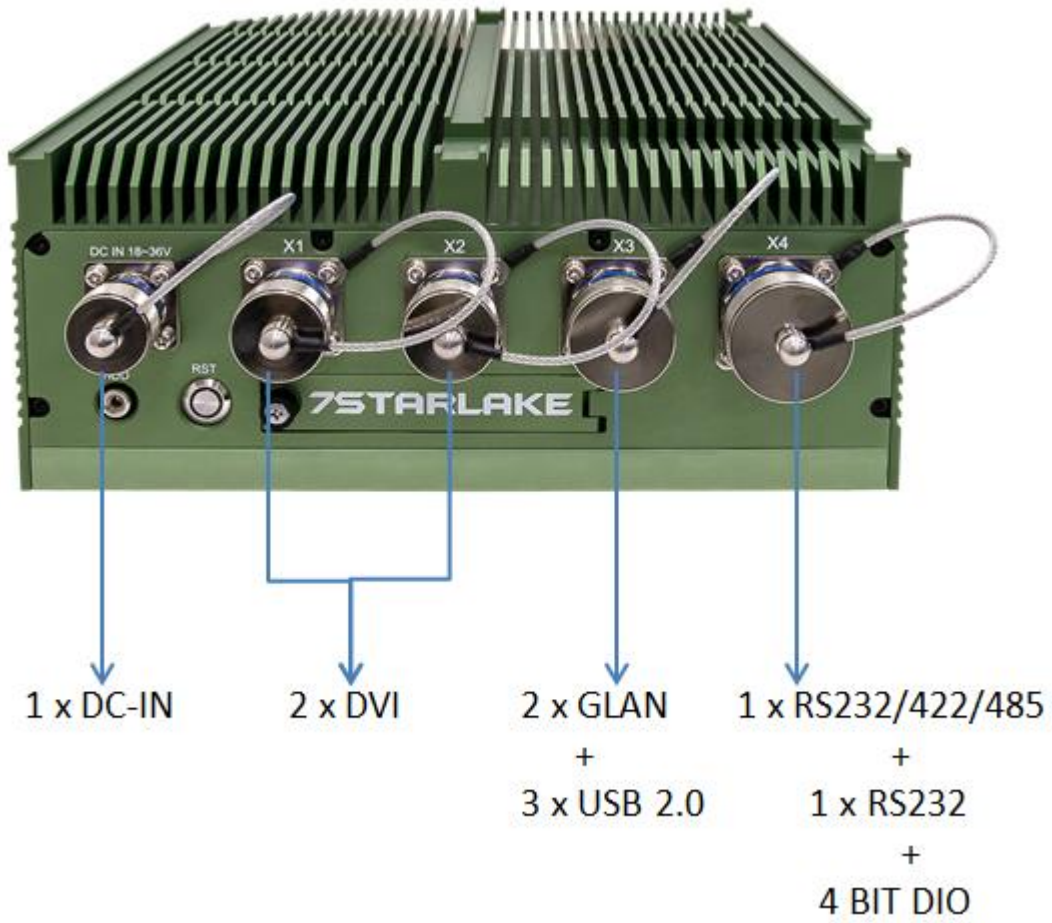 DC IN 18~36V
X1
X2
X3
X4
RST
7STARLAKE
1 x DC-IN
2 x DVI
2 x GLAN
+
3 x USB 2.0
1 x RS232/422/485
+
1 x RS232
+
4 BIT DIO